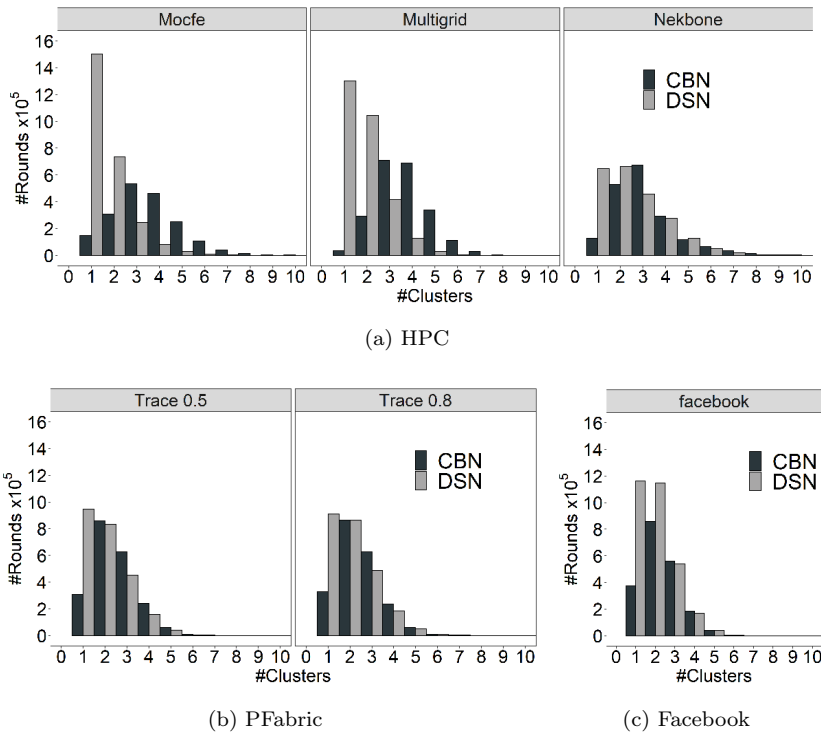 Mocfe Multigrid Nekbone
#Rounds x10^5
16
14
12
10
8
6
4
2
0
CBN
DSN
0 1 2 3 4 5 6 7 8 9 10 0 1 2 3 4 5 6 7 8 9 10 0 1 2 3 4 5 6 7 8 9 10
#Clusters
(a) HPC
Trace 0.5 Trace 0.8
#Rounds x10^5
16
14
12
10
8
6
4
2
0
CBN
DSN
0 1 2 3 4 5 6 7 8 9 10 0 1 2 3 4 5 6 7 8 9 10
#Clusters
(b) PFabric
facebook
#Rounds x10^5
16
14
12
10
8
6
4
2
0
CBN
DSN
0 1 2 3 4 5 6 7 8 9 10
#Clusters
(c) Facebook